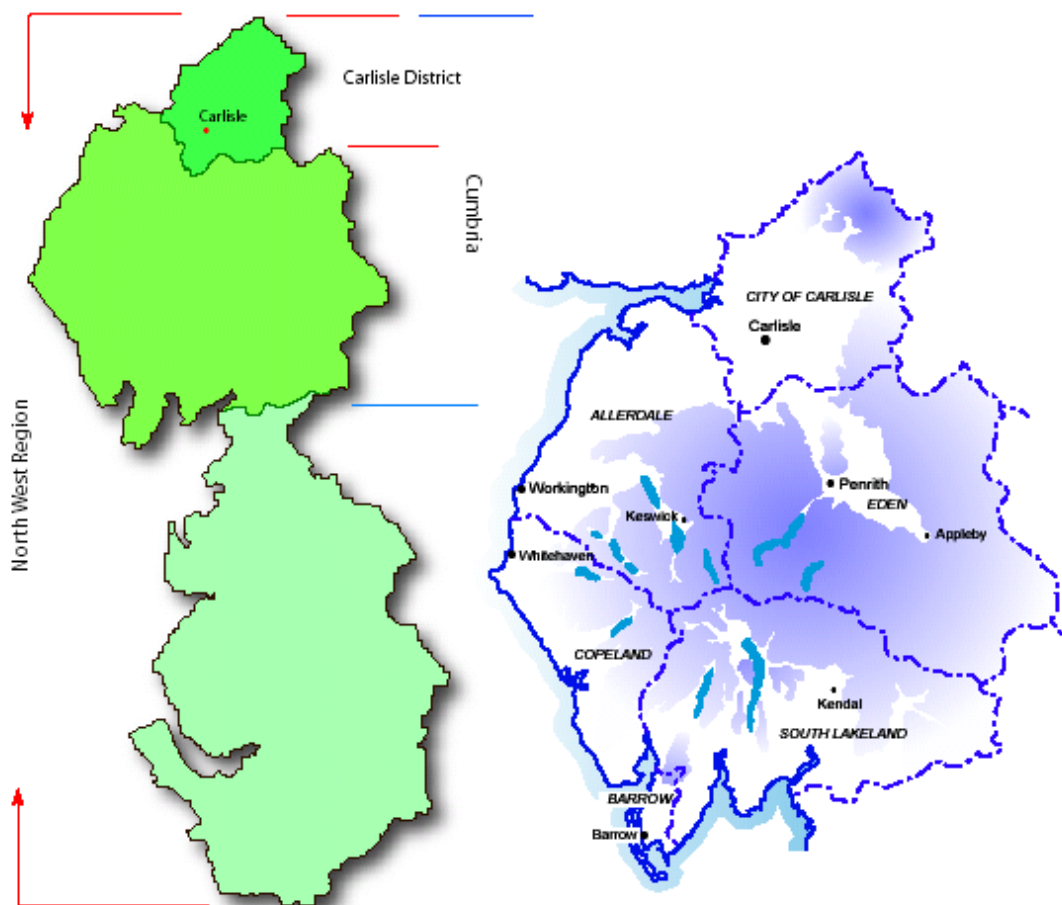 Carlisle District
Carlisle
Cumbria
North West Region
CITY OF CARLISLE
Carlisle
ALLERDALE
Workington
Penrith
EDEN
Keswick
Appleby
Whitehaven
COPELAND
Kendal
SOUTH LAKELAND
BARROW
Barrow